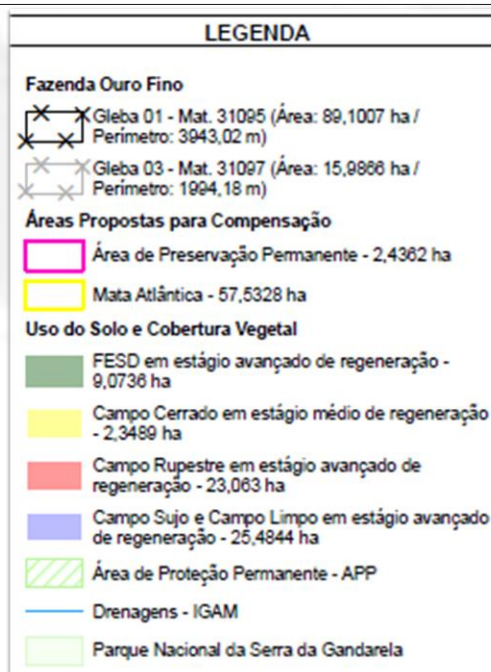 LEGENDA
Fazenda Ouro Fino
Gleba 01 - Mat. 31095 (Área: 89,1007 ha /
Perímetro: 3943,02 m)
Gleba 03 - Mat. 31097 (Área: 15,9866 ha /
Perímetro: 1994,18 m)
Áreas Propostas para Compensação
Área de Preservação Permanente - 2,4362 ha
Mata Atlântica - 57,5328 ha
Uso do Solo e Cobertura Vegetal
FESD em estágio avançado de regeneração -
9,0736 ha
Campo Cerrado em estágio médio de regeneração
- 2,3489 ha
Campo Rupestre em estágio avançado de
regeneração - 23,063 ha
Campo Sujo e Campo Limpo em estágio avançado
de regeneração - 25,4844 ha
Área de Proteção Permanente - APP
Drenagens - IGAM
Parque Nacional da Serra da Gandarela